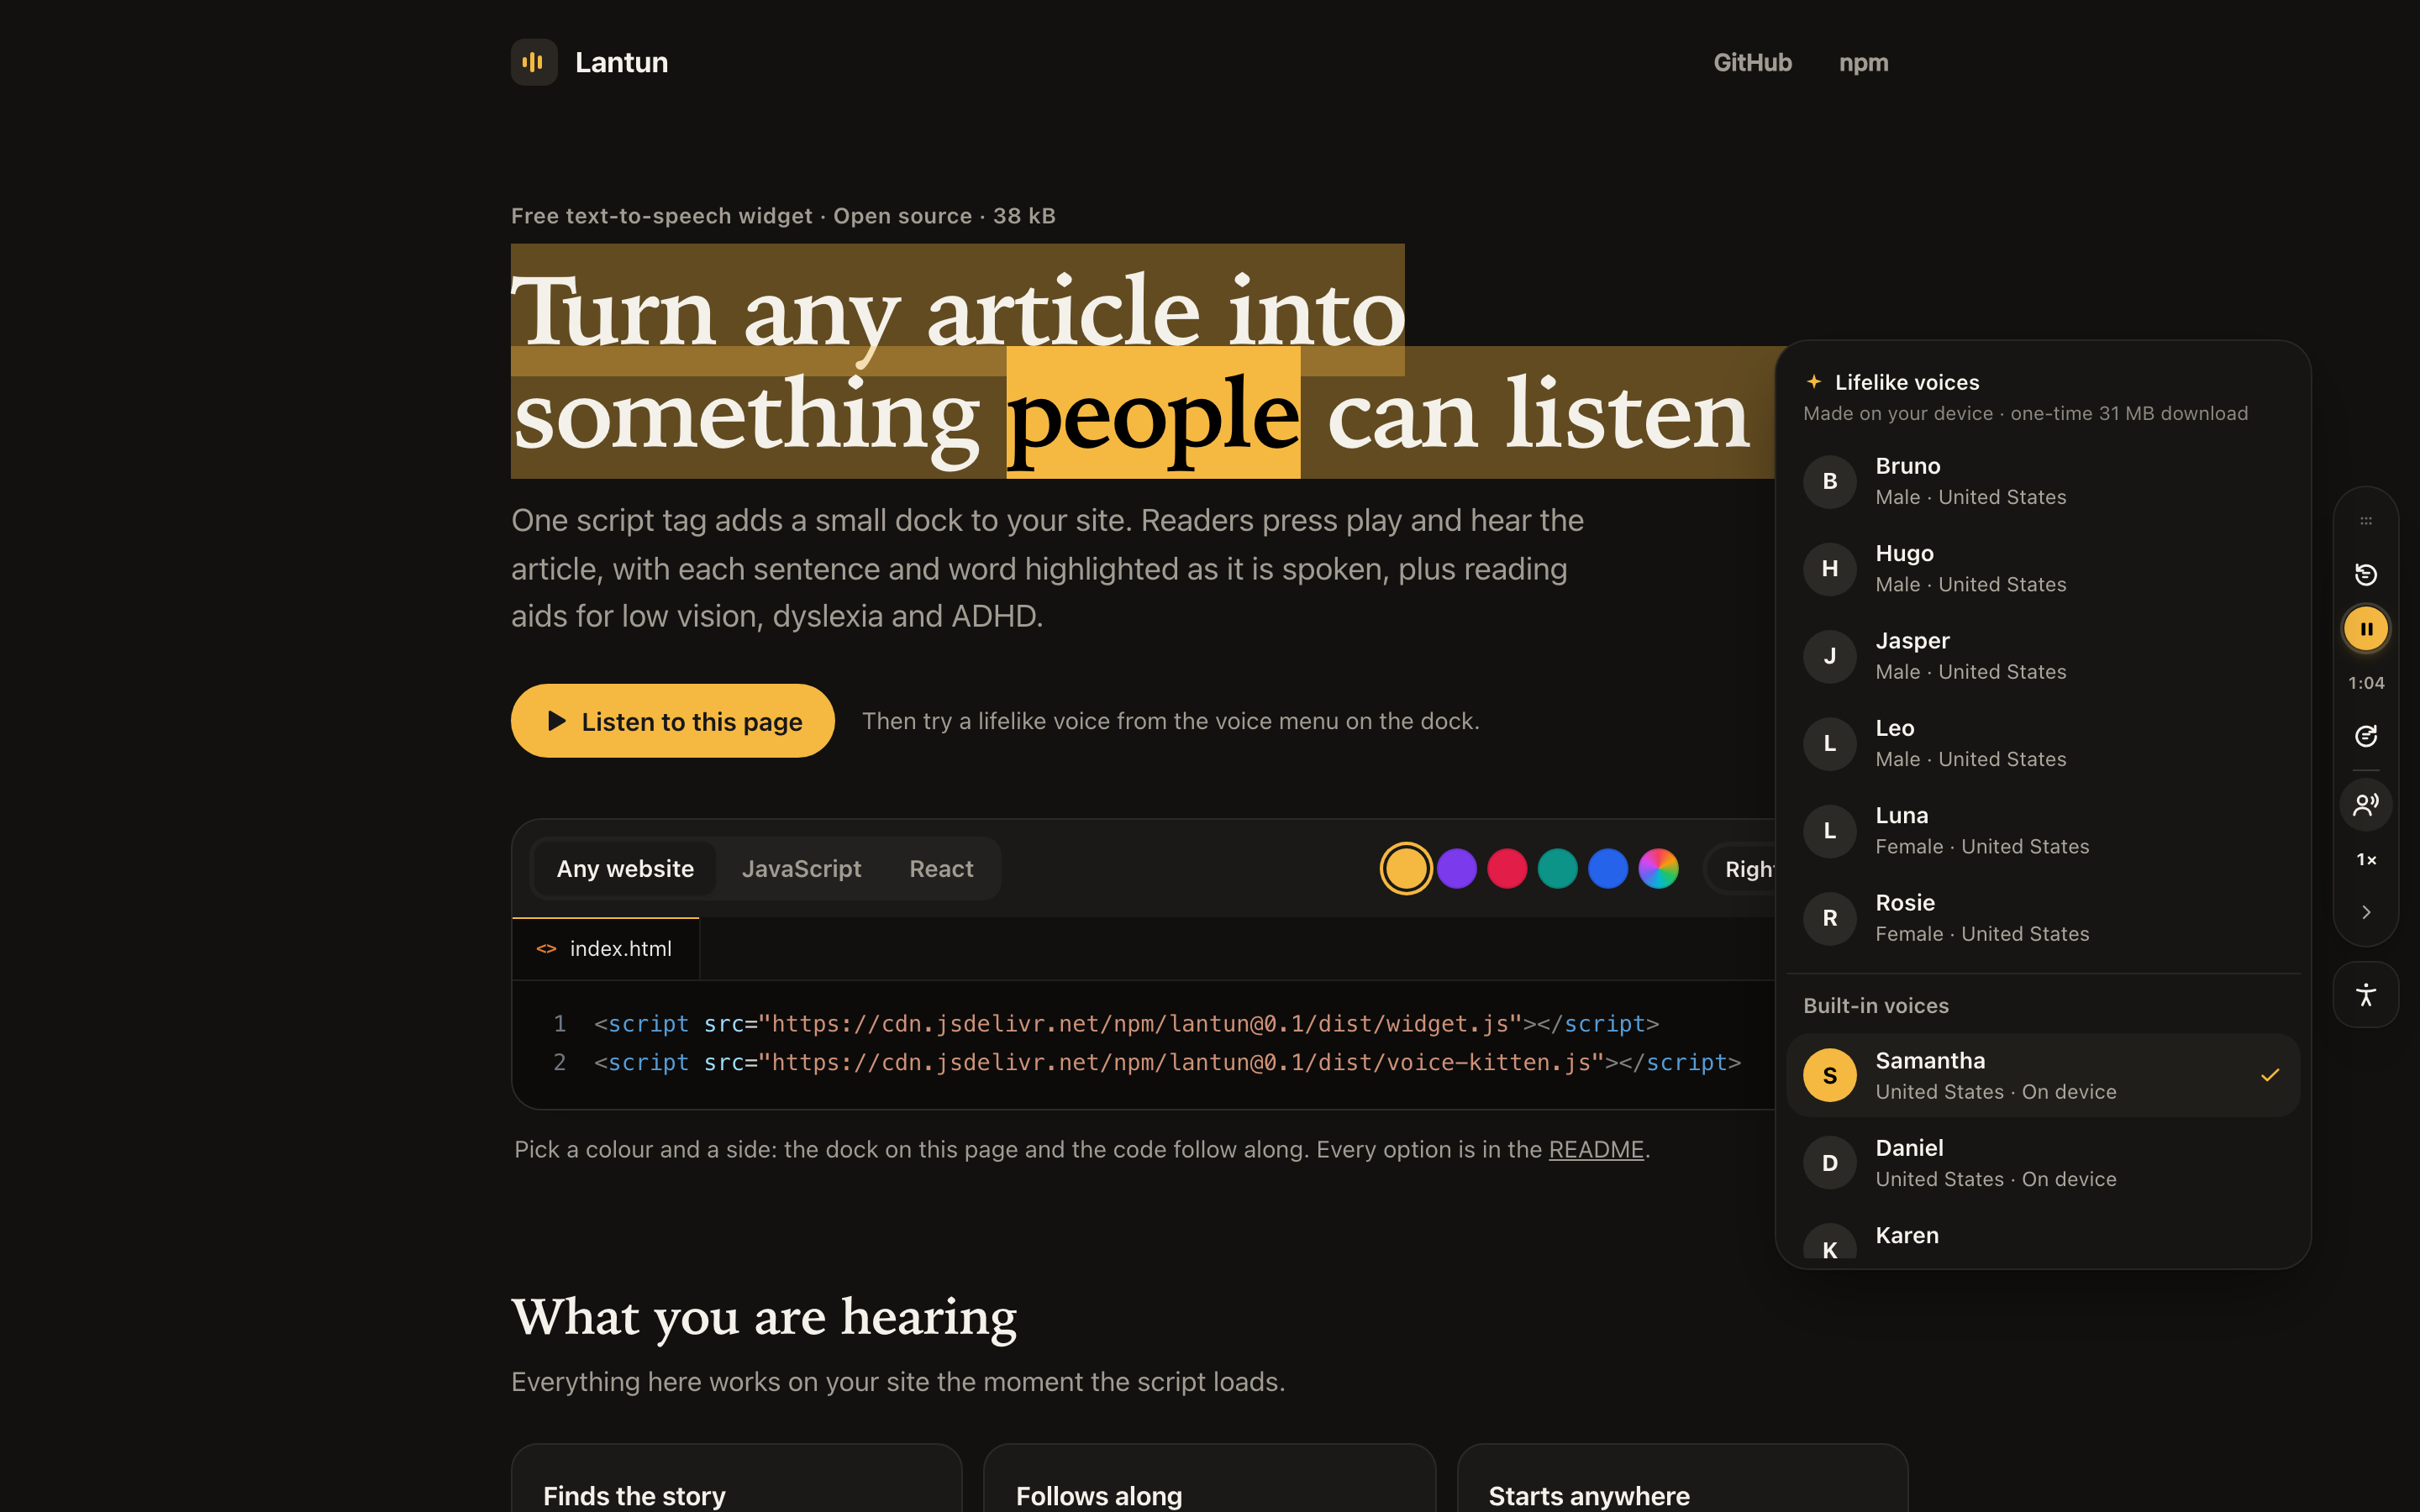 Lantun
GitHub
npm
Free text-to-speech widget · Open source · 38 kB
Turn any article into
something people can listen
One script tag adds a small dock to your site. Readers press play and hear the
article, with each sentence and word highlighted as it is spoken, plus reading
aids for low vision, dyslexia and ADHD.
Listen to this page
Then try a lifelike voice from the voice menu on the dock.
Any website
JavaScript
React
<> index.html
1 <script src="https://cdn.jsdelivr.net/npm/lantun@0.1/dist/widget.js"></script>
2 <script src="https://cdn.jsdelivr.net/npm/lantun@0.1/dist/voice-kitten.js"></script>
Pick a colour and a side: the dock on this page and the code follow along. Every option is in the README.
What you are hearing
Everything here works on your site the moment the script loads.
Finds the story
Follows along
Starts anywhere
Lifelike voices
Made on your device · one-time 31 MB download
B
Bruno
Male · United States
H
Hugo
Male · United States
J
Jasper
Male · United States
L
Leo
Male · United States
L
Luna
Female · United States
R
Rosie
Female · United States
Built-in voices
S
Samantha
United States · On device
D
Daniel
United States · On device
K
Karen
1:04
1×